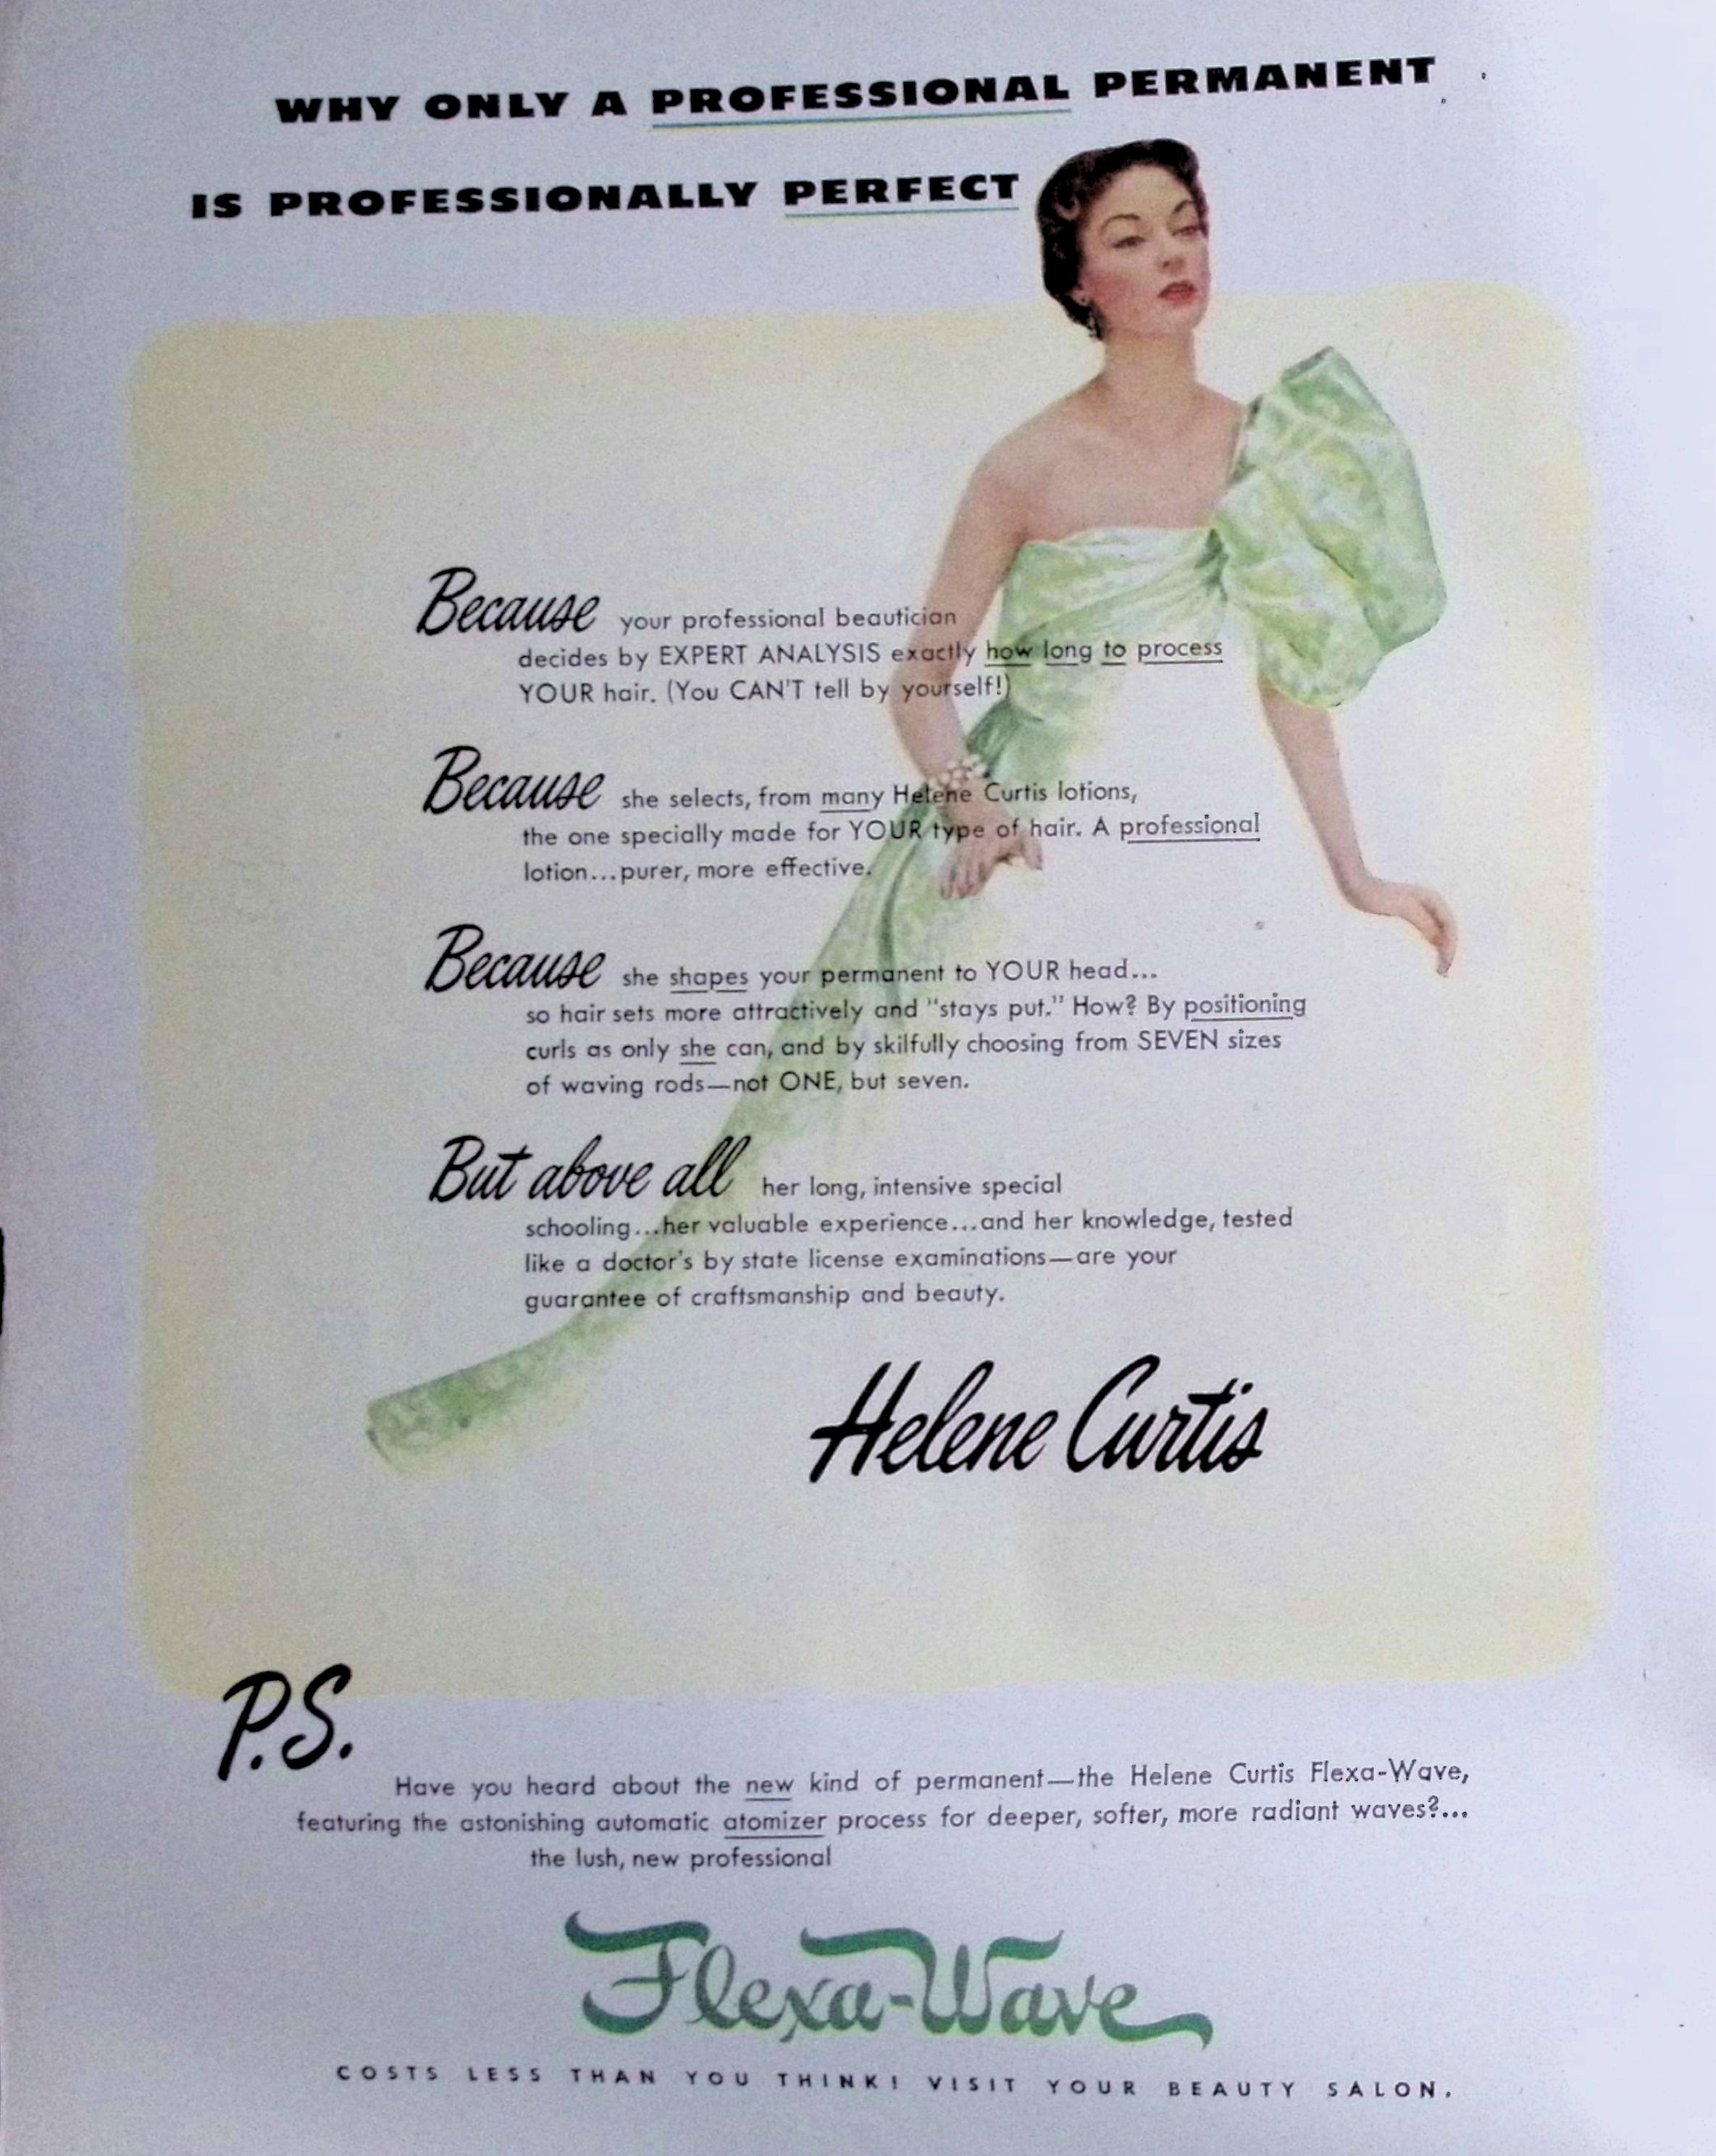 WHY ONLY A PROFESSIONAL PERMANENT
IS PROFESSIONALLY PERFECT
Because your professional beautician
decides by EXPERT ANALYSIS exactly how long to process
YOUR hair. (You CAN'T tell by yourself!)
Because she selects, from many Helene Curtis lotions,
the one specially made for YOUR type of hair. A professional
lotion...purer, more effective.
Because she shapes your permanent to YOUR head...
so hair sets more attractively and "stays put." How? By positioning
curls as only she can, and by skilfully choosing from SEVEN sizes
of waving rods—not ONE, but seven.
But above all her long, intensive special
schooling...her valuable experience...and her knowledge, tested
like a doctor's by state license examinations—are your
guarantee of craftsmanship and beauty.
Helene Curtis
P.S.
Have you heard about the new kind of permanent—the Helene Curtis Flexa-Wave,
featuring the astonishing automatic atomizer process for deeper, softer, more radiant waves?...
the lush, new professional
Flexa-Wave
COSTS LESS THAN YOU THINK! VISIT YOUR BEAUTY SALON.